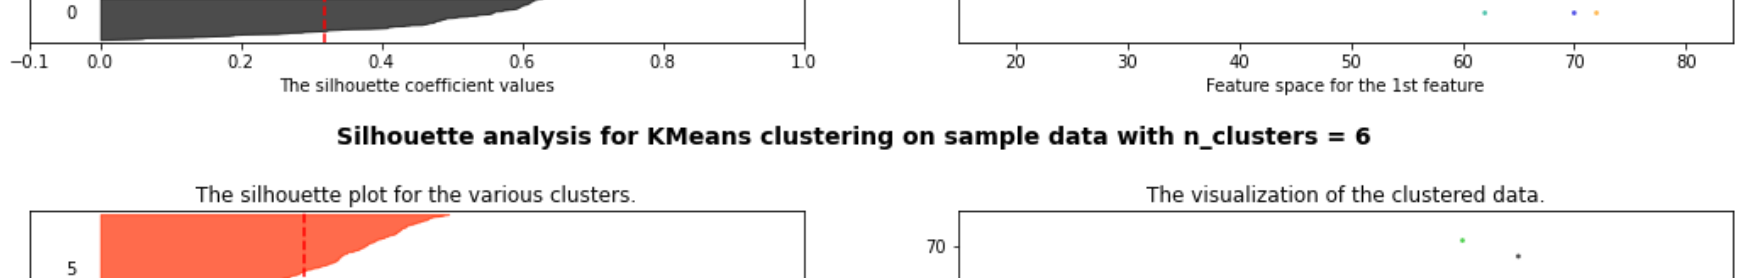 0
−0.1 0.0 0.2 0.4 0.6 0.8 1.0
The silhouette coefficient values
20 30 40 50 60 70 80
Feature space for the 1st feature
Silhouette analysis for KMeans clustering on sample data with n_clusters = 6
The silhouette plot for the various clusters.
5
The visualization of the clustered data.
70